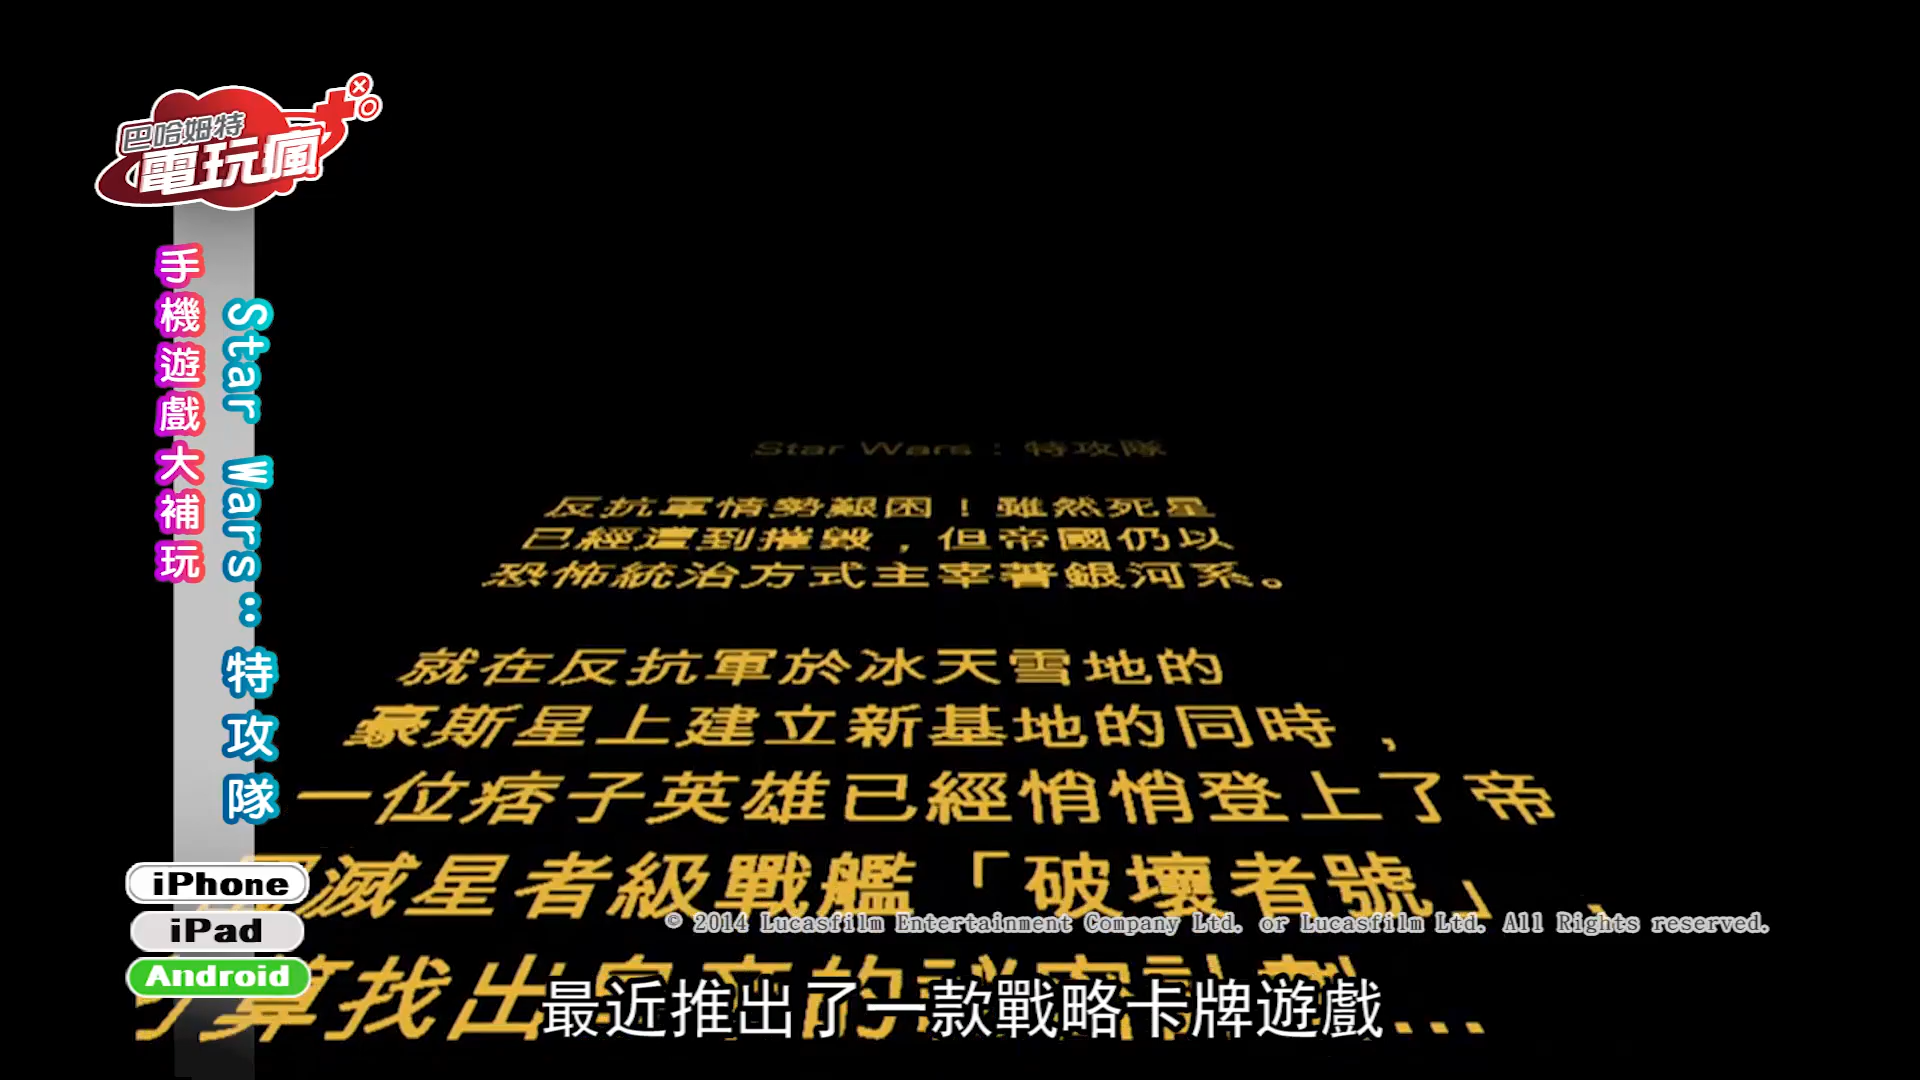 巴哈姆特
電玩瘋
手機遊戲大補玩
Star Wars：特攻隊
iPhone
iPad
Android
Star Wars：特攻隊
反抗軍情勢艱困！雖然死星
已經遭到摧毀，但帝國仍以
恐怖統治方式主宰著銀河系。
就在反抗軍於冰天雪地的
豪斯星上建立新基地的同時，
一位痞子英雄已經悄悄登上了帝
滅星者級戰艦「破壞者號」，
© 2014 Lucasfilm Entertainment Company Ltd. or Lucasfilm Ltd. All Rights reserved.
算找出
最近推出了一款戰略卡牌遊戲